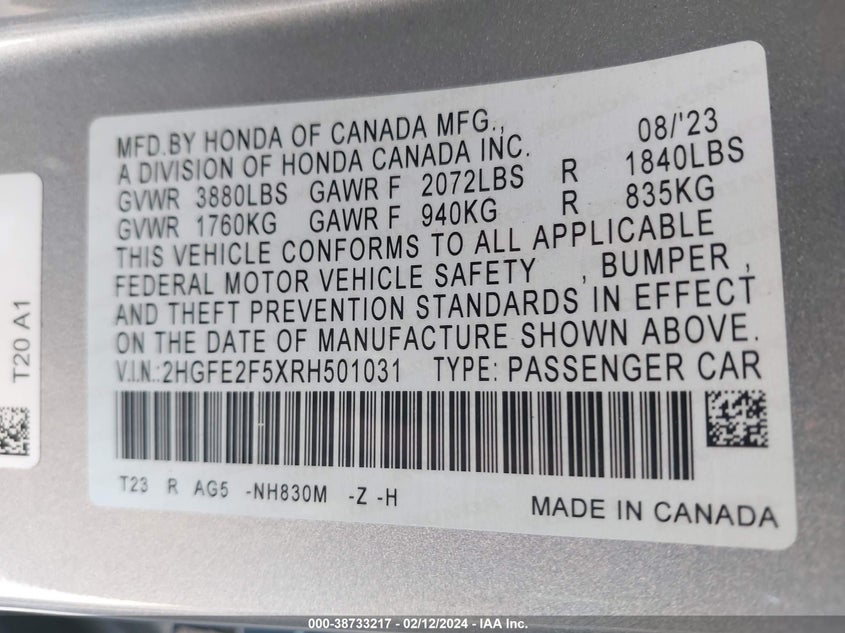 MFD.BY HONDA OF CANADA MFG., 08/'23
A DIVISION OF HONDA CANADA INC.
GVWR 3880LBS GAWR F 2072LBS R 1840LBS
GVWR 1760KG GAWR F 940KG R 835KG
THIS VEHICLE CONFORMS TO ALL APPLICABLE
FEDERAL MOTOR VEHICLE SAFETY , BUMPER ,
AND THEFT PREVENTION STANDARDS IN EFFECT
ON THE DATE OF MANUFACTURE SHOWN ABOVE.
V.I.N.:2HGFE2F5XRH501031 TYPE: PASSENGER CAR
T23 R AG5 -NH830M -Z -H
MADE IN CANADA
T20 A1
000-38733217 - 02/12/2024 - IAA Inc.